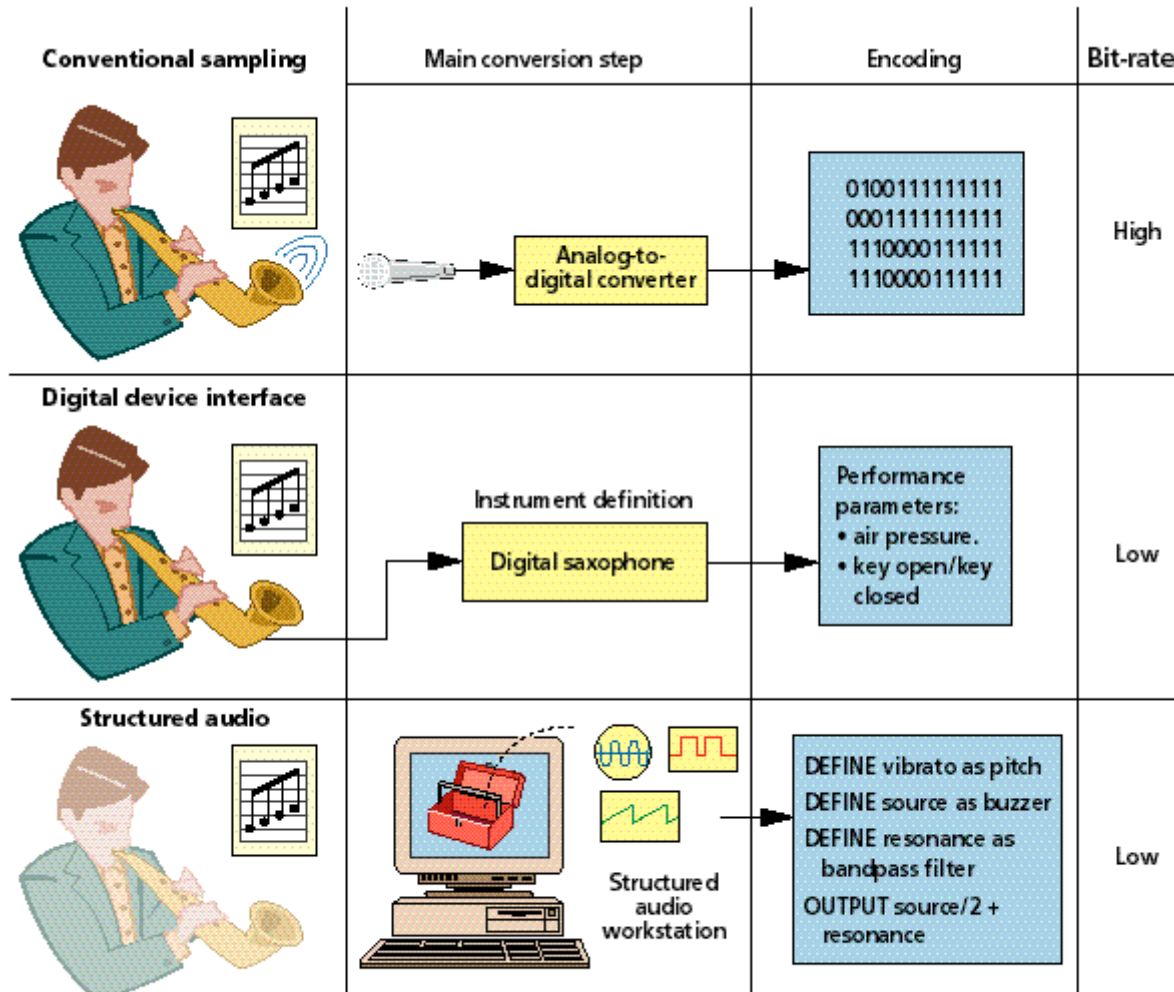 Conventional sampling
Main conversion step
Encoding
Bit-rate
Analog-to-
digital converter
0100111111111
0001111111111
1110000111111
1110000111111
High
Digital device interface
Instrument definition
Digital saxophone
Performance
parameters:
• air pressure.
• key open/key
closed
Low
Structured audio
Structured
audio
workstation
DEFINE vibrato as pitch
DEFINE source as buzzer
DEFINE resonance as
bandpass filter
OUTPUT source/2 +
resonance
Low